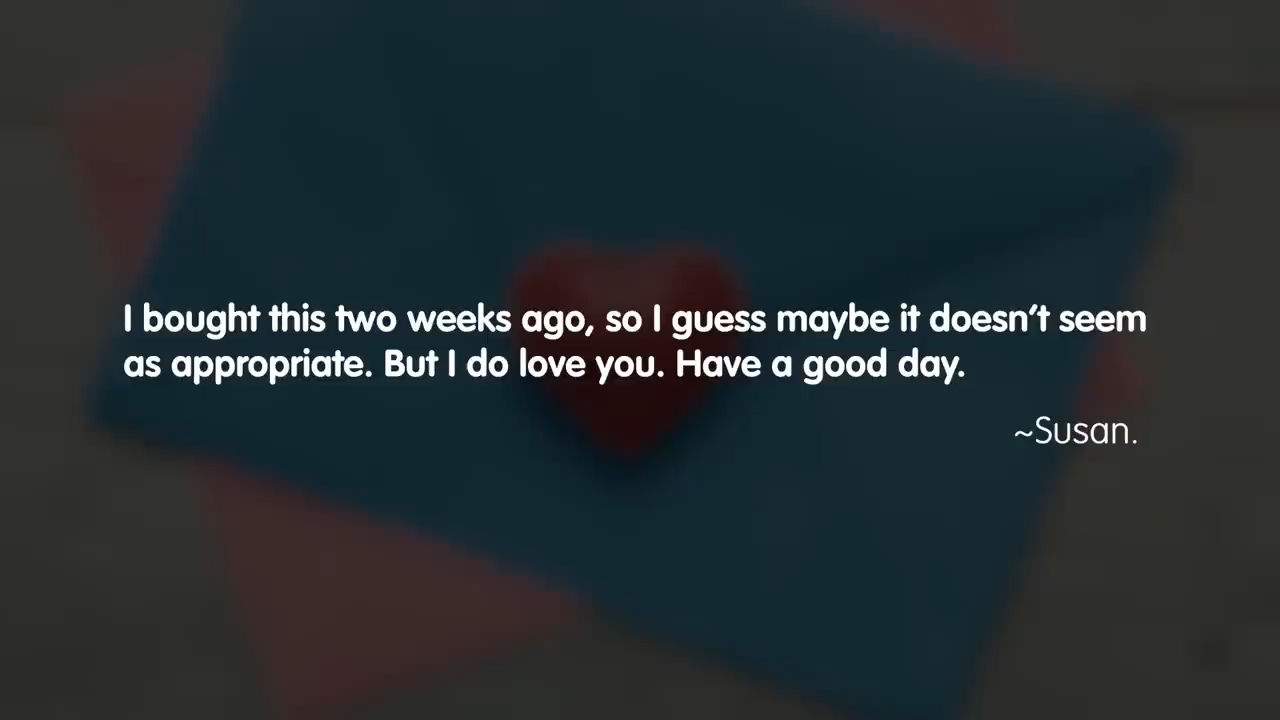 I bought this two weeks ago, so I guess maybe it doesn't seem
as appropriate. But I do love you. Have a good day.
~Susan.